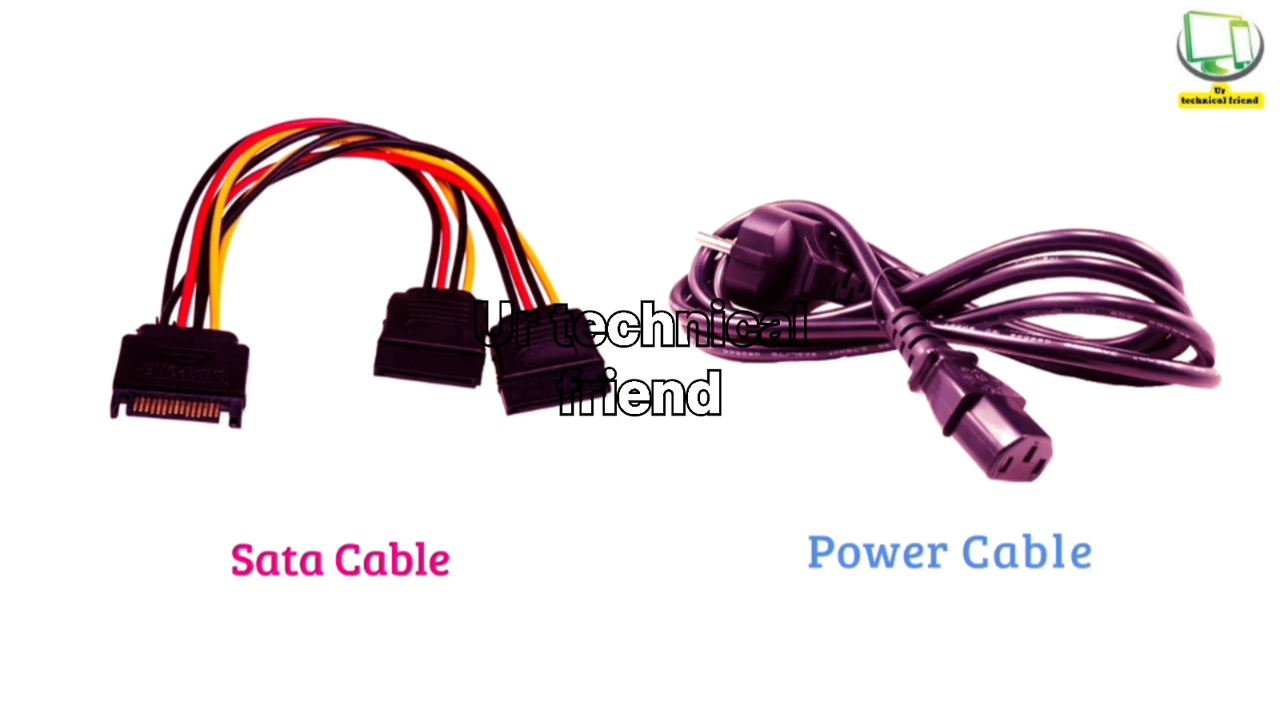 Ur
technical friend
Ur technical
friend
Sata Cable
Power Cable